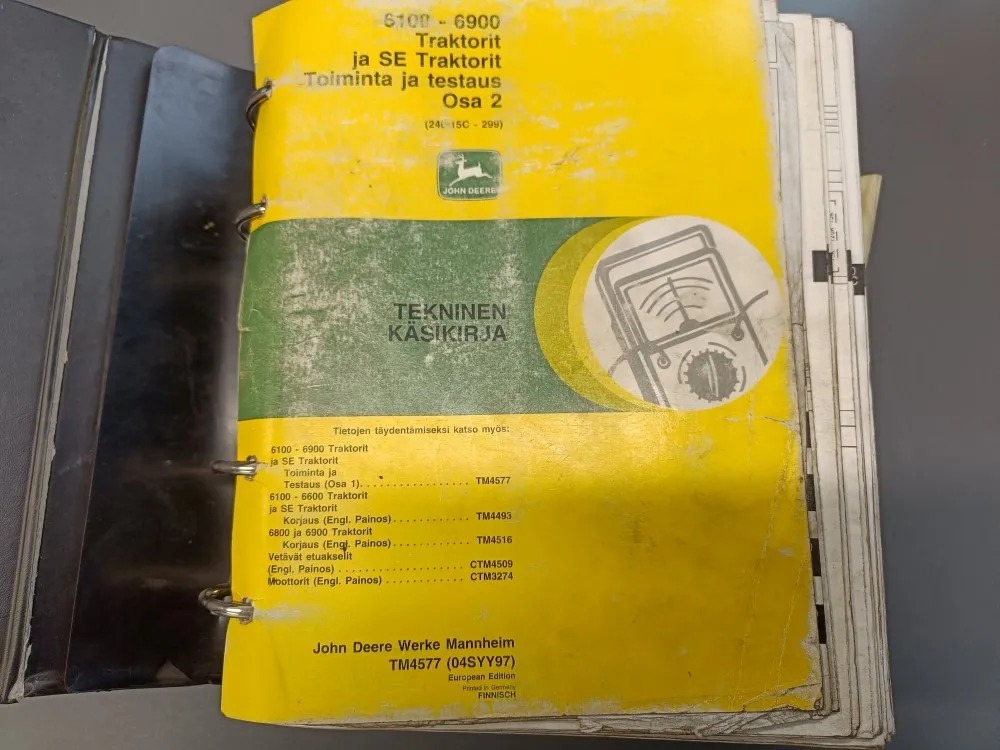 6100 - 6900
Traktorit
ja SE Traktorit
Toiminta ja testaus
Osa 2
(240-15C - 299)
JOHN DEERE
TEKNINEN
KÄSIKIRJA
Tietojen täydentämiseksi katso myös:
6100 - 6900 Traktorit
ja SE Traktorit
Toiminta ja
Testaus (Osa 1). . . . . . . . . . . . . . . . . TM4577
6100 - 6600 Traktorit
ja SE Traktorit
Korjaus (Engl. Painos) . . . . . . . . . . . . TM4493
6800 ja 6900 Traktorit
Korjaus (Engl. Painos) . . . . . . . . . . . . TM4516
Vetävät etuakselit
(Engl. Painos) . . . . . . . . . . . . . . . . . . . CTM4509
Moottorit (Engl. Painos) . . . . . . . . . . . . CTM3274
John Deere Werke Mannheim
TM4577 (04SYY97)
European Edition
Printed in Germany
FINNISCH